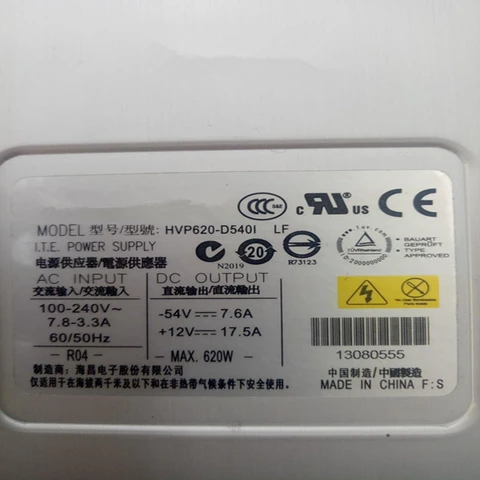 CCC S&E c RU US CE
MODEL 型号/型號: HVP620-D540I LF
I.T.E. POWER SUPPLY
电源供应器/電源供應器
N2019
20
R73123
BAUART
GEPRÜFT
TYPE
APPROVED
AC INPUT
交流输入/交流輸入
100-240V~
7.8-3.3A
60/50Hz
R04
DC OUTPUT
直流输出/直流輸出
-54V 7.6A
+12V 17.5A
MAX. 620W
13080555
制造商: 海昌电子股份有限公司
仅适用于在海拔两千米及以下和在非热带气候条件下安全使用。
中国制造/中國製造
MADE IN CHINA F:S